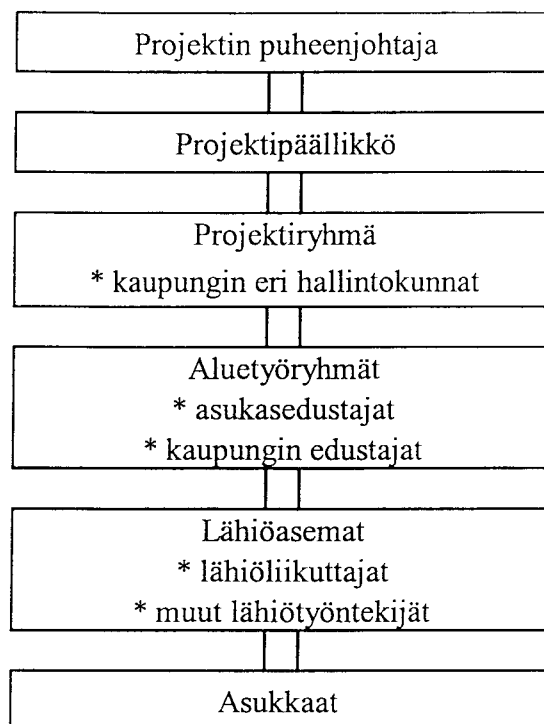 Projektin puheenjohtaja
Projektipäällikkö
Projektiryhmä
* kaupungin eri hallintokunnat
Aluetyöryhmät
* asukasedustajat
* kaupungin edustajat
Lähiöasemat
* lähiöliikuttajat
* muut lähiötyöntekijät
Asukkaat